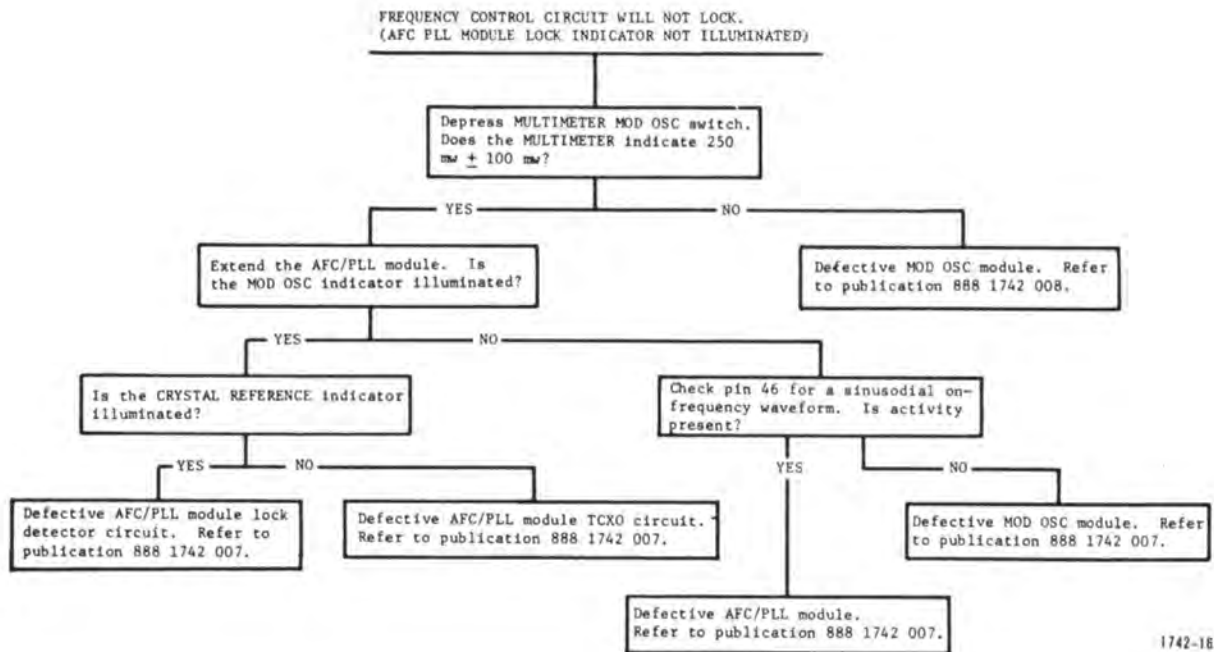 FREQUENCY CONTROL CIRCUIT WILL NOT LOCK.
(AFC PLL MODULE LOCK INDICATOR NOT ILLUMINATED)
Depress MULTIMETER MOD OSC switch.
Does the MULTIMETER indicate 250
mw ± 100 mw?
YES
NO
Extend the AFC/PLL module. Is
the MOD OSC indicator illuminated?
Defective MOD OSC module. Refer
to publication 888 1742 008.
YES
NO
Is the CRYSTAL REFERENCE indicator
illuminated?
Check pin 46 for a sinusodial on-
frequency waveform. Is activity
present?
YES
NO
YES
NO
Defective AFC/PLL module lock
detector circuit. Refer to
publication 888 1742 007.
Defective AFC/PLL module TCXO circuit.
Refer to publication 888 1742 007.
Defective MOD OSC module. Refer
to publication 888 1742 007.
Defective AFC/PLL module.
Refer to publication 888 1742 007.
1742-16